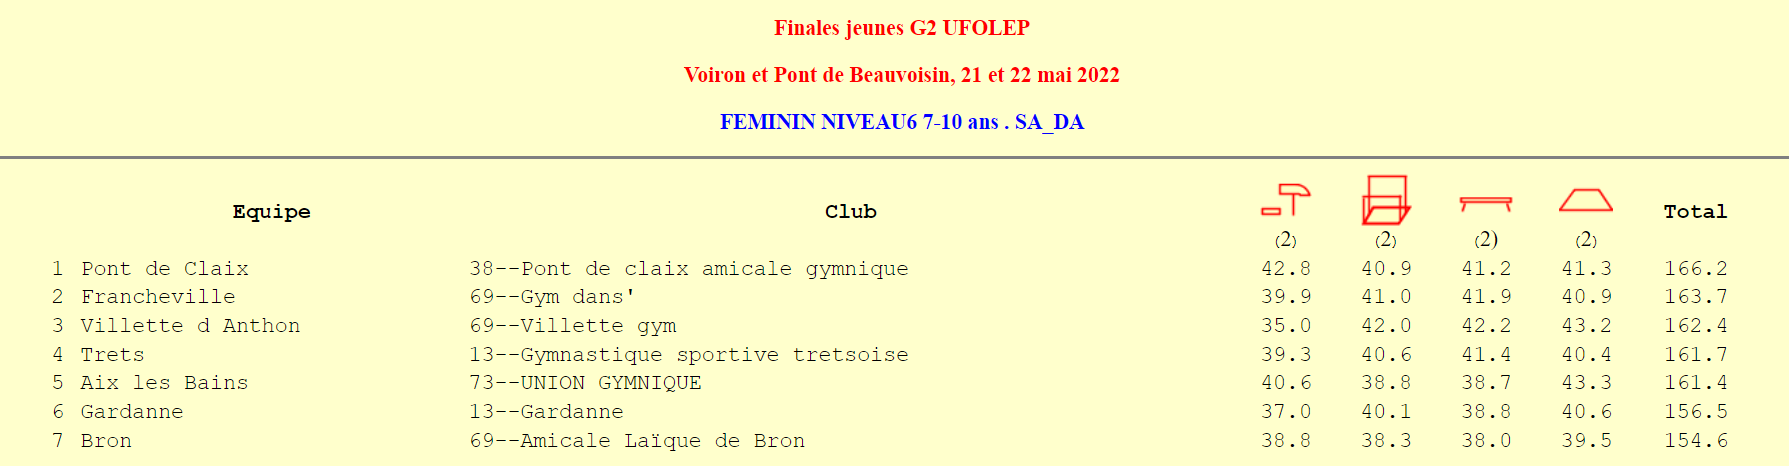 Finales jeunes G2 UFOLEP
Voiron et Pont de Beauvoisin, 21 et 22 mai 2022
FEMININ NIVEAU6 7-10 ans . SA_DA
Equipe Club Total
(2) (2) (2) (2)
1 Pont de Claix 38--Pont de claix amicale gymnique 42.8 40.9 41.2 41.3 166.2
2 Francheville 69--Gym dans' 39.9 41.0 41.9 40.9 163.7
3 Villette d Anthon 69--Villette gym 35.0 42.0 42.2 43.2 162.4
4 Trets 13--Gymnastique sportive tretsoise 39.3 40.6 41.4 40.4 161.7
5 Aix les Bains 73--UNION GYMNIQUE 40.6 38.8 38.7 43.3 161.4
6 Gardanne 13--Gardanne 37.0 40.1 38.8 40.6 156.5
7 Bron 69--Amicale Laïque de Bron 38.8 38.3 38.0 39.5 154.6